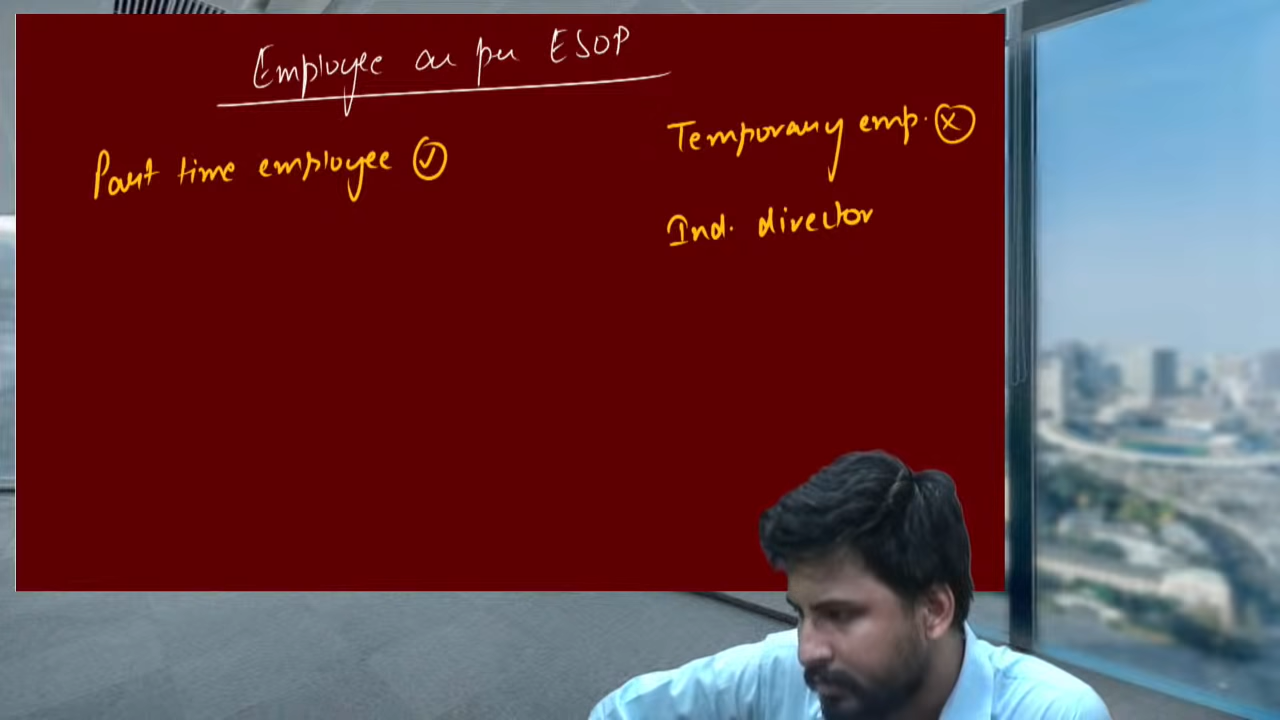 Employee as per ESOP
Part time employee ✓
Temporary emp. ✗
Ind. director